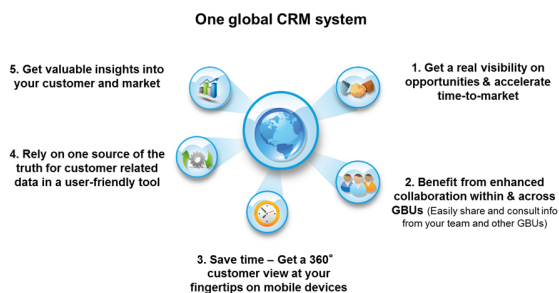 One global CRM system
1. Get a real visibility on
opportunities & accelerate
time-to-market
2. Benefit from enhanced
collaboration within & across
GBUs (Easily share and consult info
from your team and other GBUs)
3. Save time – Get a 360°
customer view at your
fingertips on mobile devices
4. Rely on one source of the
truth for customer related
data in a user-friendly tool
5. Get valuable insights into
your customer and market